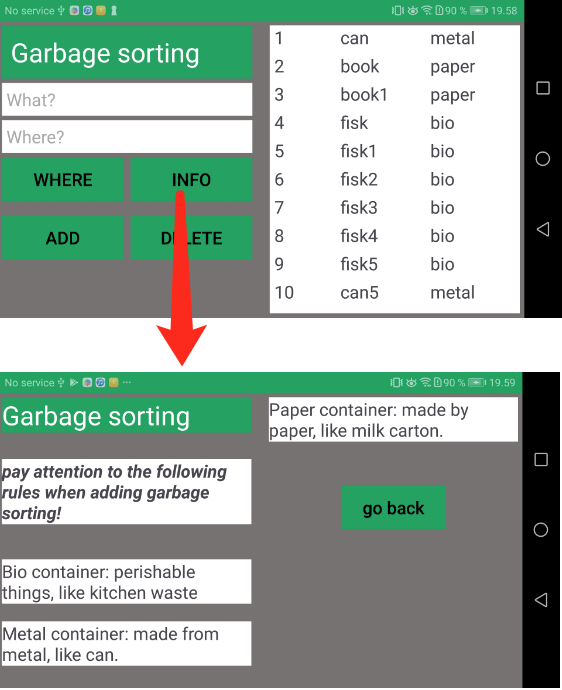 No service 90 % 19.58
Garbage sorting
What?
Where?
WHERE INFO
ADD DELETE
1 can metal
2 book paper
3 book1 paper
4 fisk bio
5 fisk1 bio
6 fisk2 bio
7 fisk3 bio
8 fisk4 bio
9 fisk5 bio
10 can5 metal
No service ··· 90 % 19.59
Garbage sorting
pay attention to the following
rules when adding garbage
sorting!
Bio container: perishable
things, like kitchen waste
Metal container: made from
metal, like can.
Paper container: made by
paper, like milk carton.
go back